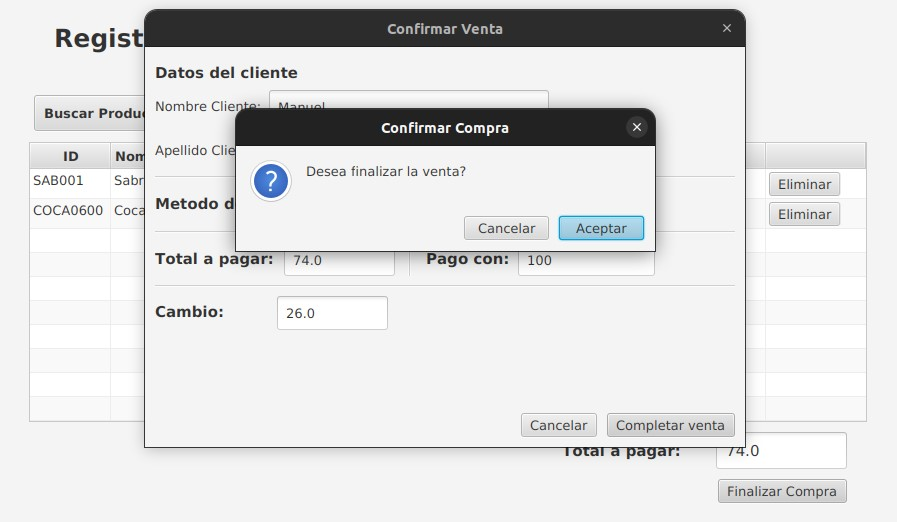 Regist
Confirmar Venta
Datos del cliente
Nombre Cliente: Manuel
Buscar Produ
Confirmar Compra
Apellido Clie
ID Nom
Desea finalizar la venta?
SAB001 Sabr Eliminar
Metodo d
COCA0600 Coca Eliminar
Cancelar Aceptar
Total a pagar: 74.0 Pago con: 100
Cambio: 26.0
Cancelar Completar venta
Total a pagar: 74.0
Finalizar Compra